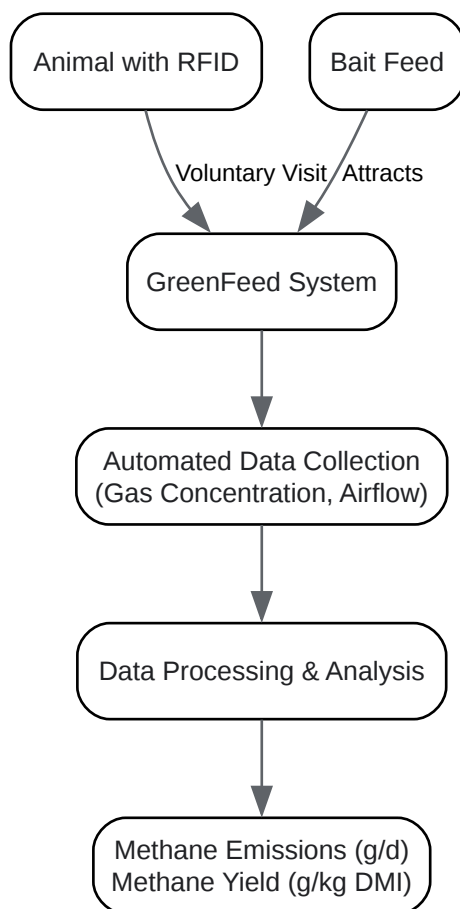 Animal with RFID
Bait Feed
Voluntary Visit
Attracts
GreenFeed System
Automated Data Collection
(Gas Concentration, Airflow)
Data Processing & Analysis
Methane Emissions (g/d)
Methane Yield (g/kg DMI)